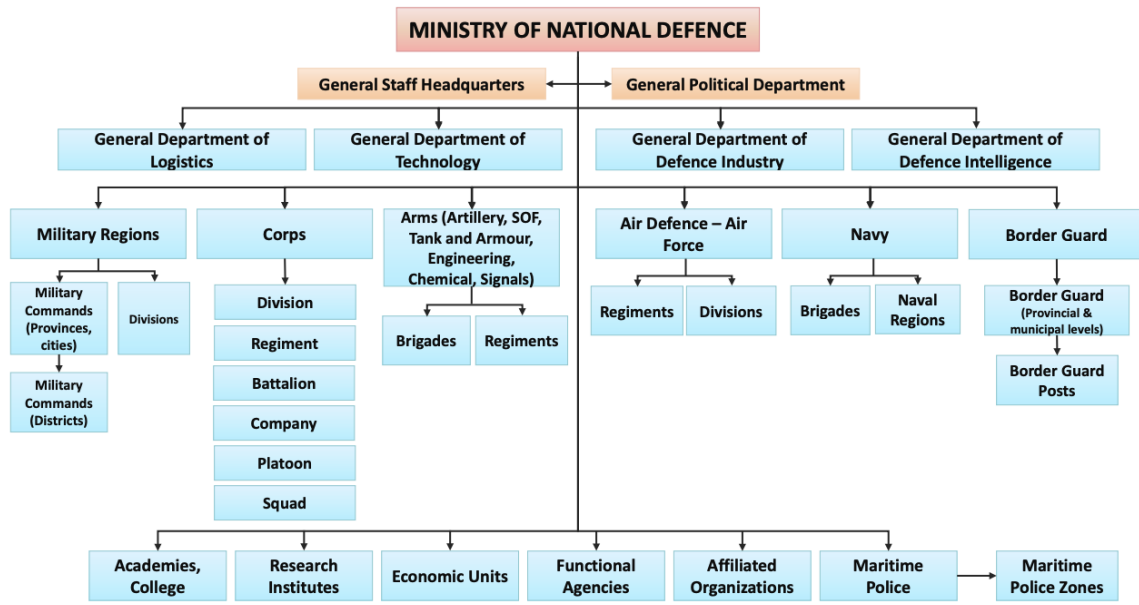 MINISTRY OF NATIONAL DEFENCE
General Staff Headquarters
General Political Department
General Department of
Logistics
General Department of
Technology
General Department of
Defence Industry
General Department of
Defence Intelligence
Military Regions
Corps
Arms (Artillery, SOF,
Tank and Armour,
Engineering,
Chemical, Signals)
Air Defence – Air
Force
Navy
Border Guard
Military
Commands
(Provinces,
cities)
Divisions
Military
Commands
(Districts)
Division
Regiment
Battalion
Company
Platoon
Squad
Brigades
Regiments
Regiments
Divisions
Brigades
Naval
Regions
Border Guard
(Provincial &
municipal levels)
Border Guard
Posts
Academies,
College
Research
Institutes
Economic Units
Functional
Agencies
Affiliated
Organizations
Maritime
Police
Maritime
Police Zones